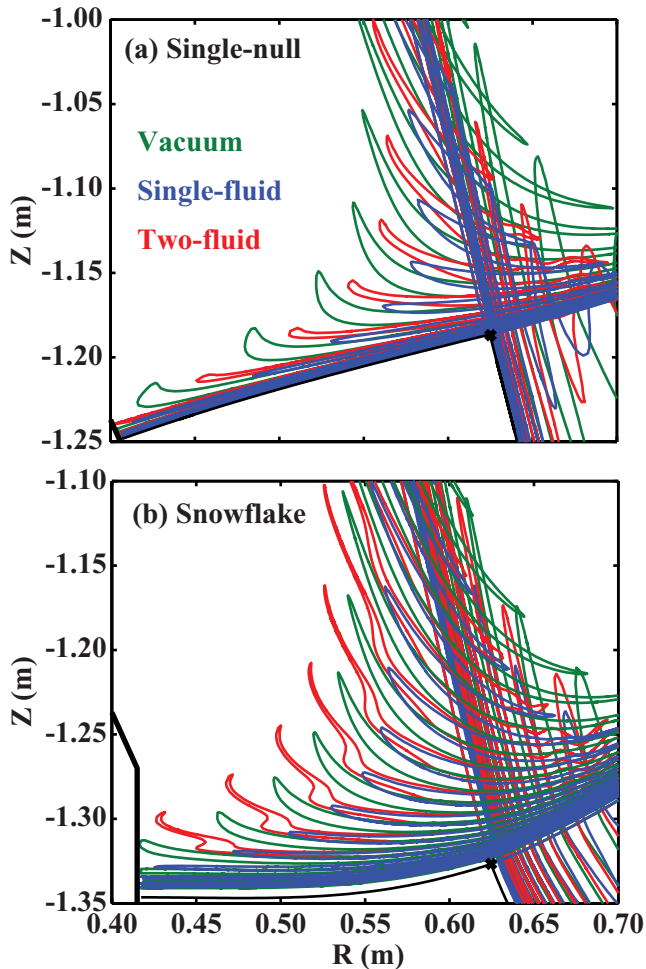 -1.00
(a) Single-null
-1.05
Vacuum
-1.10
Single-fluid
Z (m)
Two-fluid
-1.15
-1.20
-1.25
-1.10
(b) Snowflake
-1.15
-1.20
Z (m)
-1.25
-1.30
-1.35
0.40 0.45 0.50 0.55 0.60 0.65 0.70
R (m)